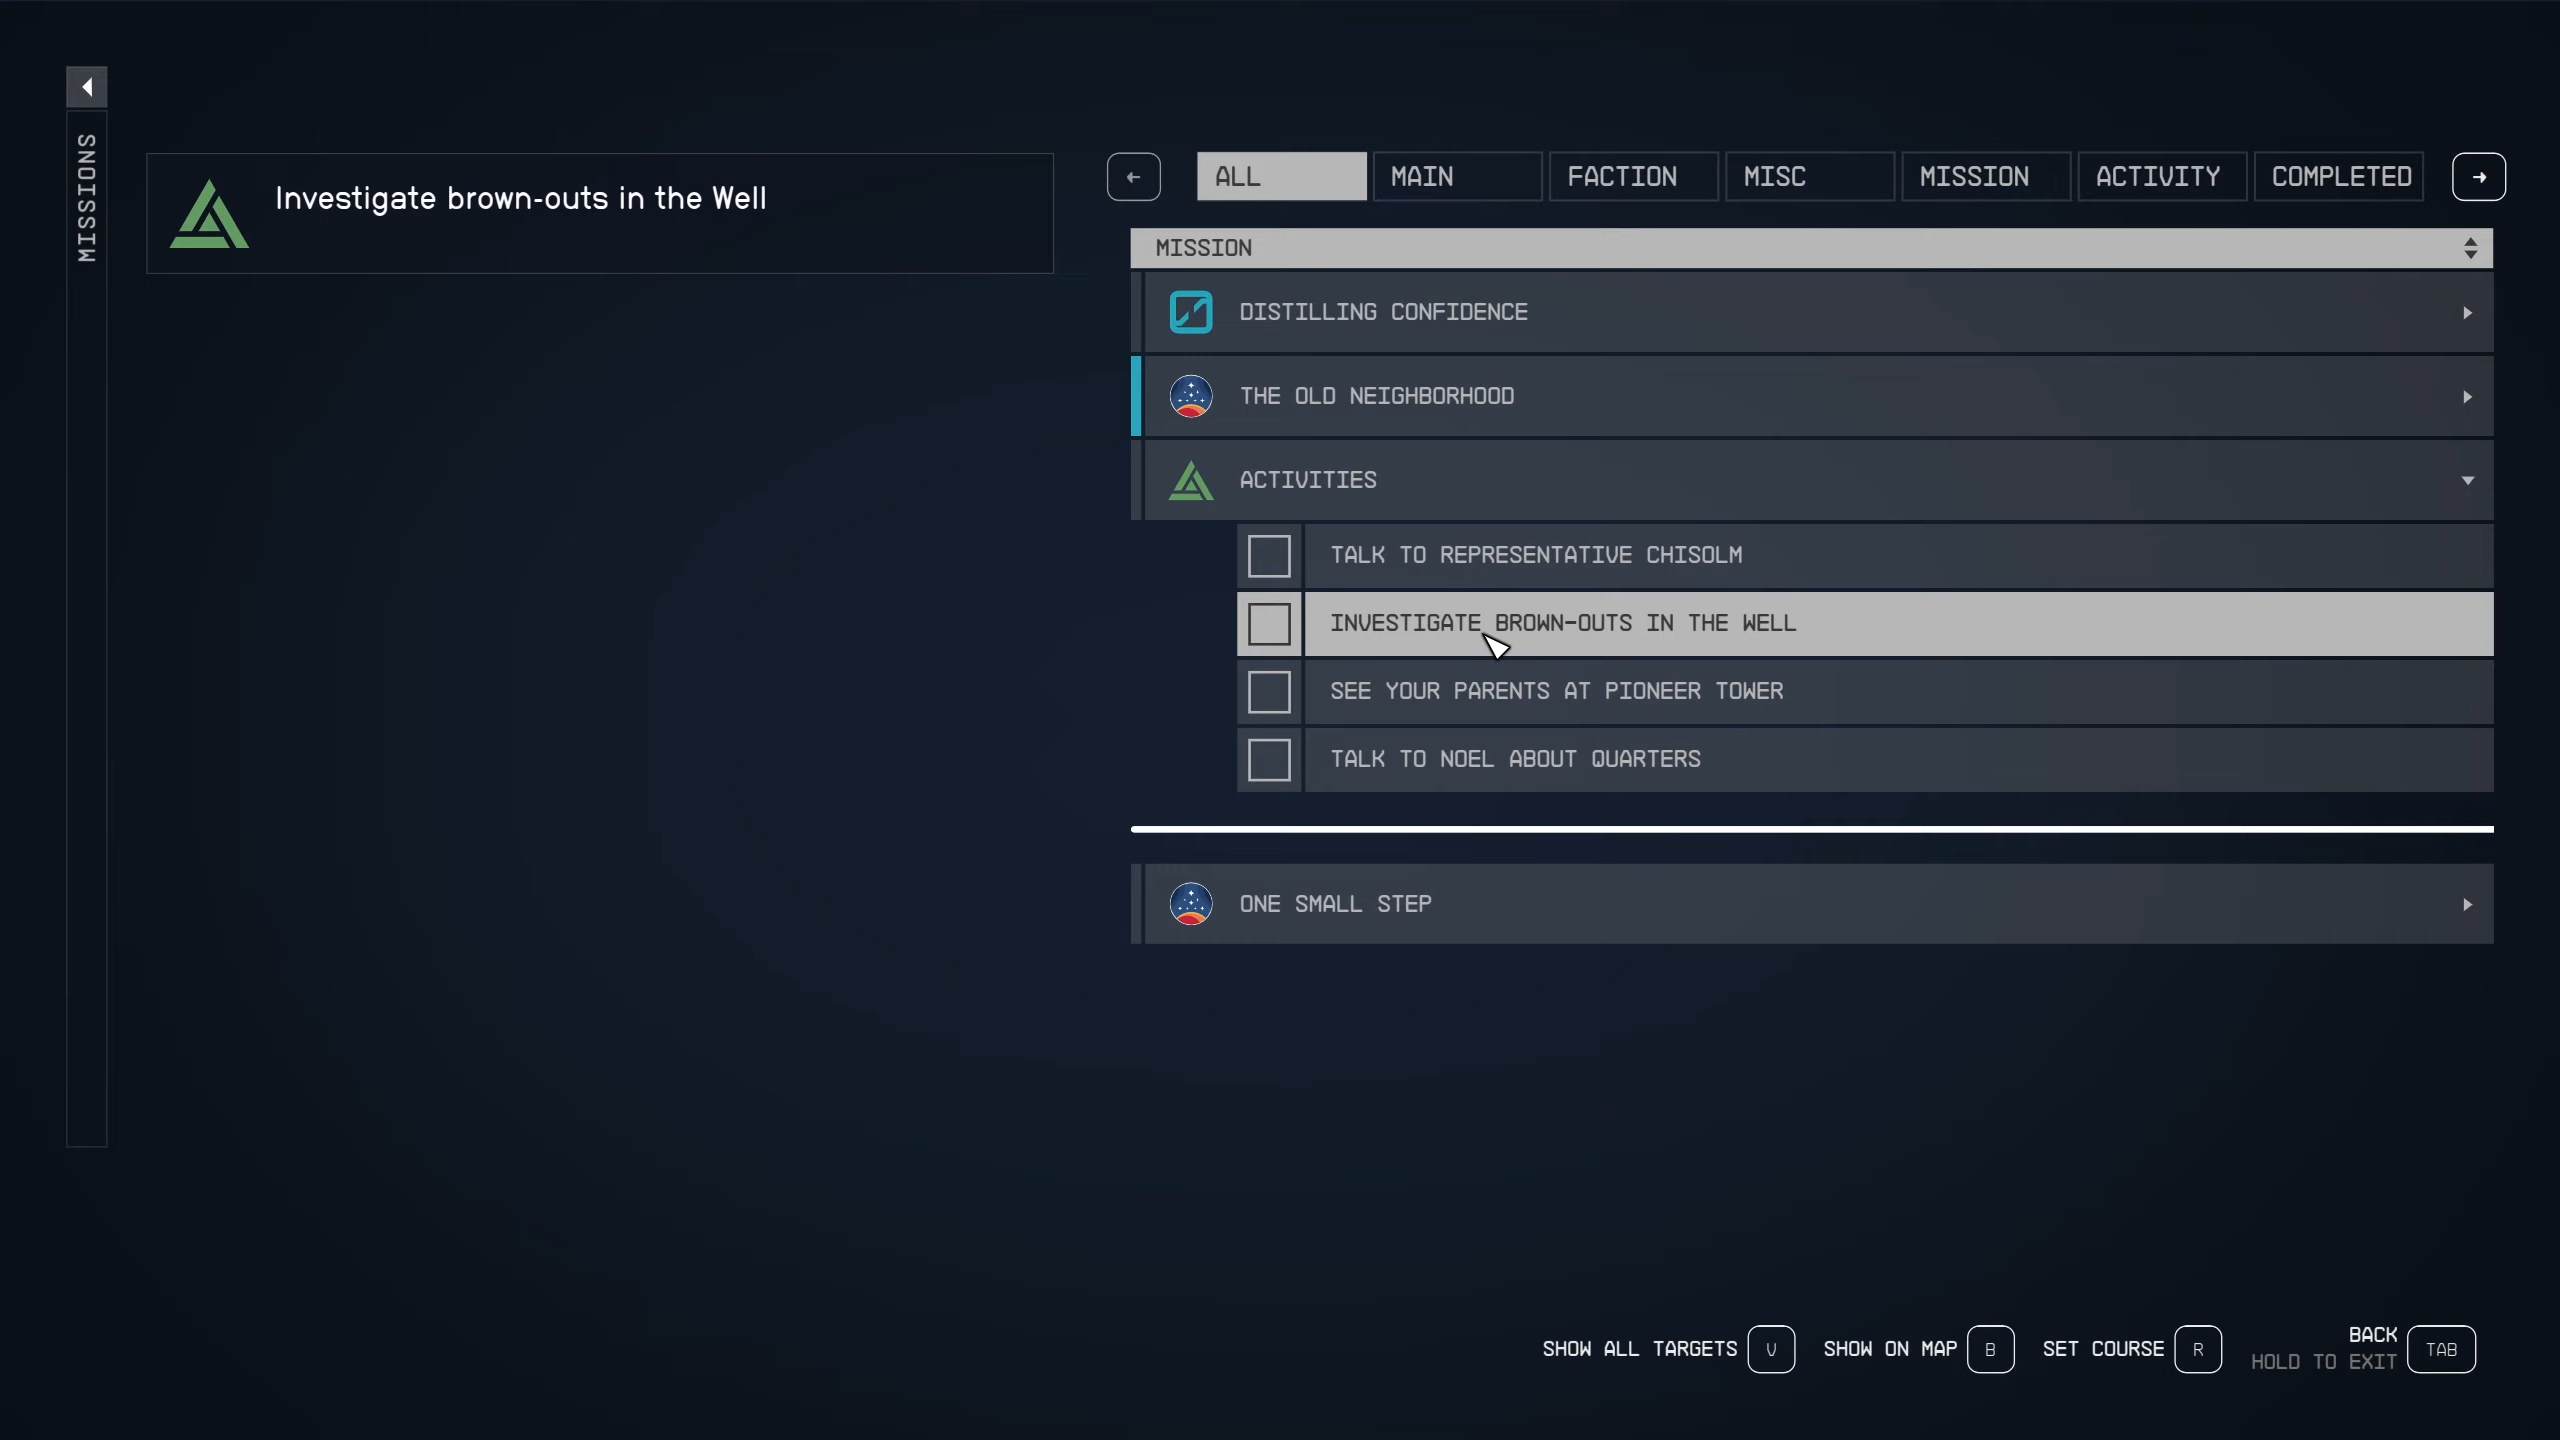 MISSIONS
Investigate brown-outs in the Well
ALL
MAIN
FACTION
MISC
MISSION
ACTIVITY
COMPLETED
MISSION
DISTILLING CONFIDENCE
THE OLD NEIGHBORHOOD
ACTIVITIES
TALK TO REPRESENTATIVE CHISOLM
INVESTIGATE BROWN-OUTS IN THE WELL
SEE YOUR PARENTS AT PIONEER TOWER
TALK TO NOEL ABOUT QUARTERS
ONE SMALL STEP
SHOW ALL TARGETS V
SHOW ON MAP B
SET COURSE R
BACK
HOLD TO EXIT
TAB